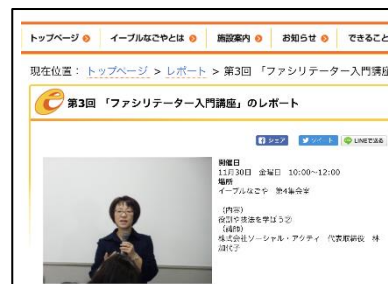 トップページ イーブルなごやとは 施設案内 お知らせ できること
現在位置： トップページ > レポート > 第3回 「ファシリテーター入門講座
第3回 「ファシリテーター入門講座」のレポート
シェア ツイート LINEで送る
開催日
11月30日 金曜日 10:00～12:00
場所
イーブルなごや 第4集会室
（内容）
役割や技法を学ぼう②
（講師）
株式会社ソーシャル・アクティ 代表取締役 林
加代子